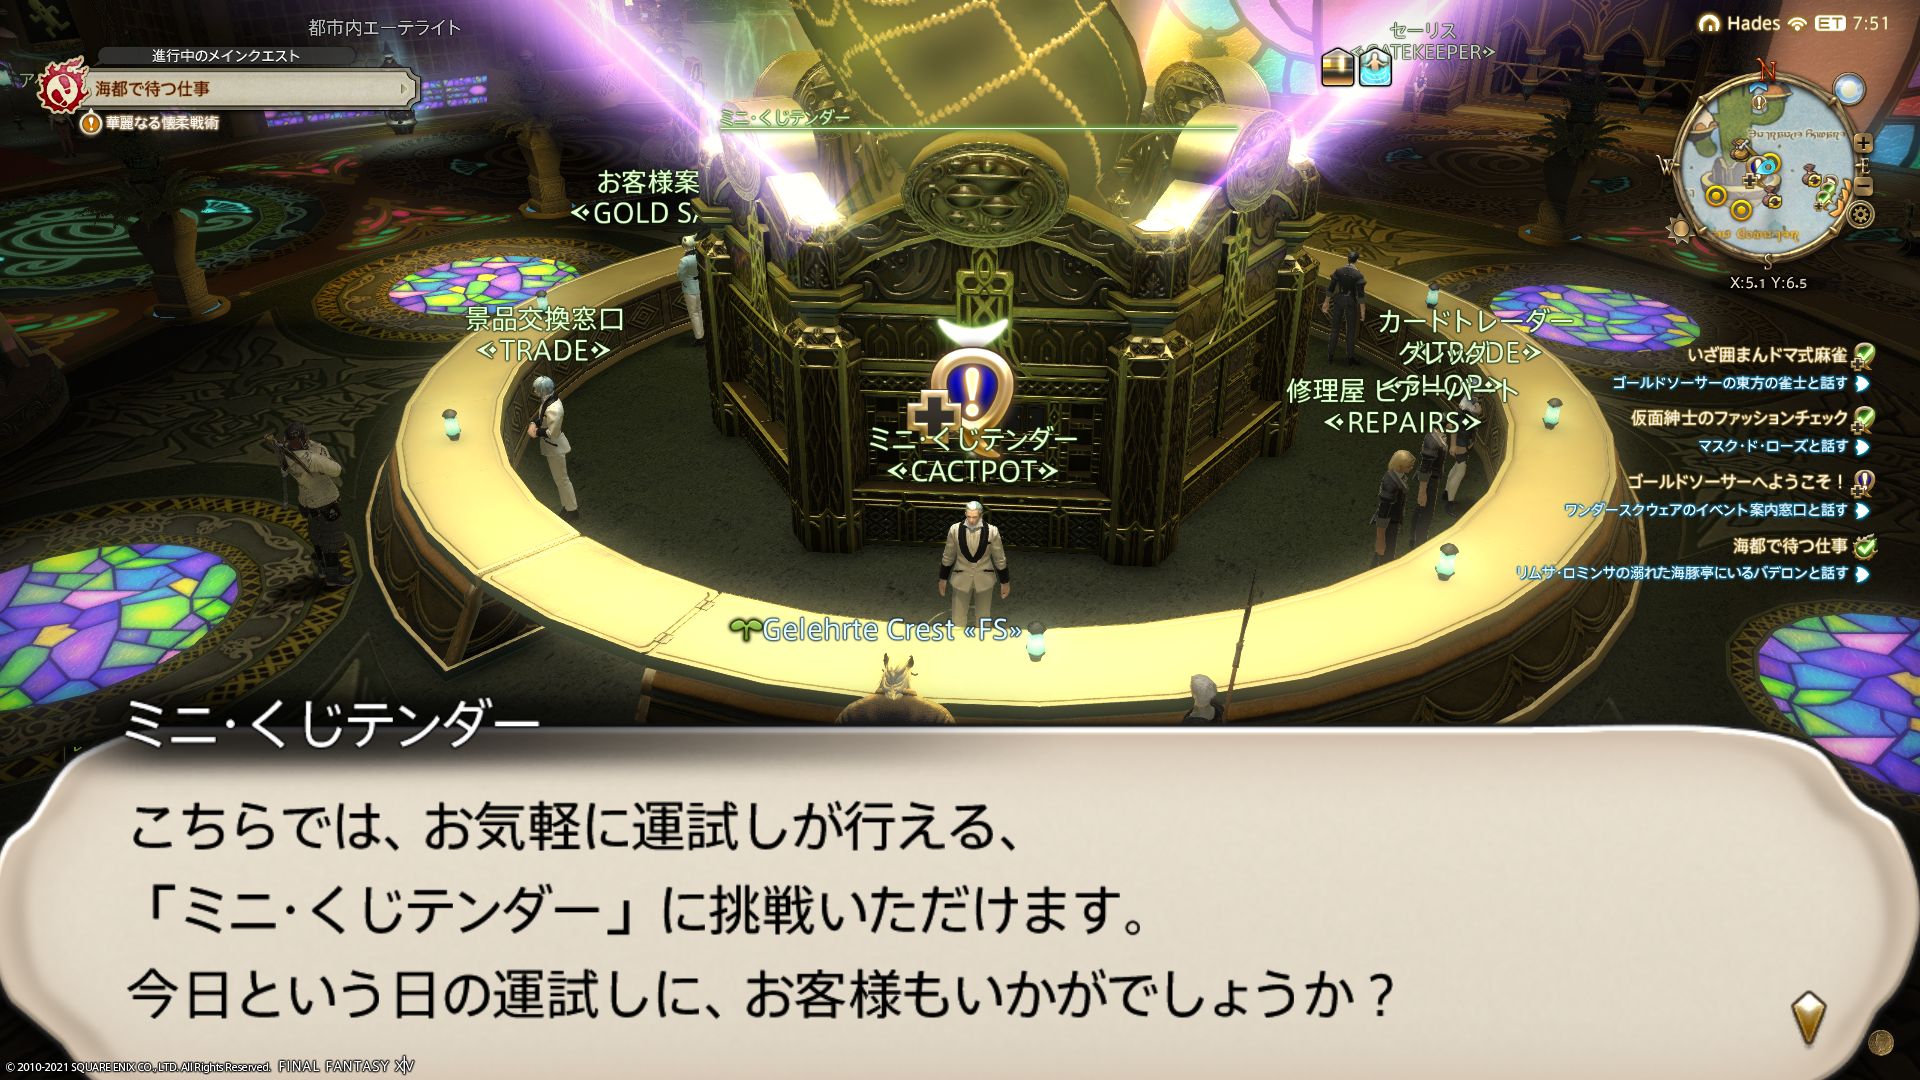 都市内エーテライト
進行中のメインクエスト
海都で待つ仕事
華麗なる懐柔戦術
セーリス
Hades
ET 7:51
N
W
E
S
X:5.1 Y:6.5
ミニ・くじテンダー
お客様案
GOLD SA
景品交換窓口
<TRADE>
カードトレーダー
修理屋
<REPAIRS>
ミニ・くじテンダー
<CACTPOT>
いざ囲まんドマ式麻雀
ゴールドソーサーの東方の雀士と話す
仮面紳士のファッションチェック
マスク・ド・ローズと話す
ゴールドソーサーへようこそ！
ワンダースクウェアのイベント案内窓口と話す
海都で待つ仕事
リムサ・ロミンサの溺れた海豚亭にいるバデロンと話す
Gelehrte Crest «FS»
ミニ・くじテンダー
こちらでは、お気軽に運試しが行える、
「ミニ・くじテンダー」に挑戦いただけます。
今日という日の運試しに、お客様もいかがでしょうか？
© 2010-2021 SQUARE ENIX CO., LTD. All Rights Reserved. FINAL FANTASY XIV